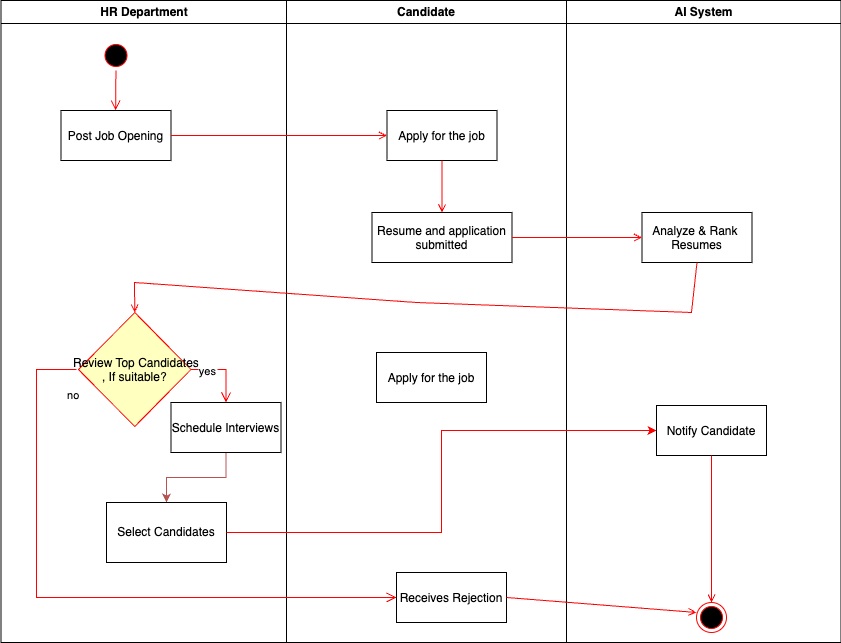 HR Department
Candidate
AI System
Post Job Opening
Apply for the job
Resume and application
submitted
Analyze & Rank
Resumes
Review Top Candidates
, If suitable?
yes
no
Apply for the job
Schedule Interviews
Notify Candidate
Select Candidates
Receives Rejection